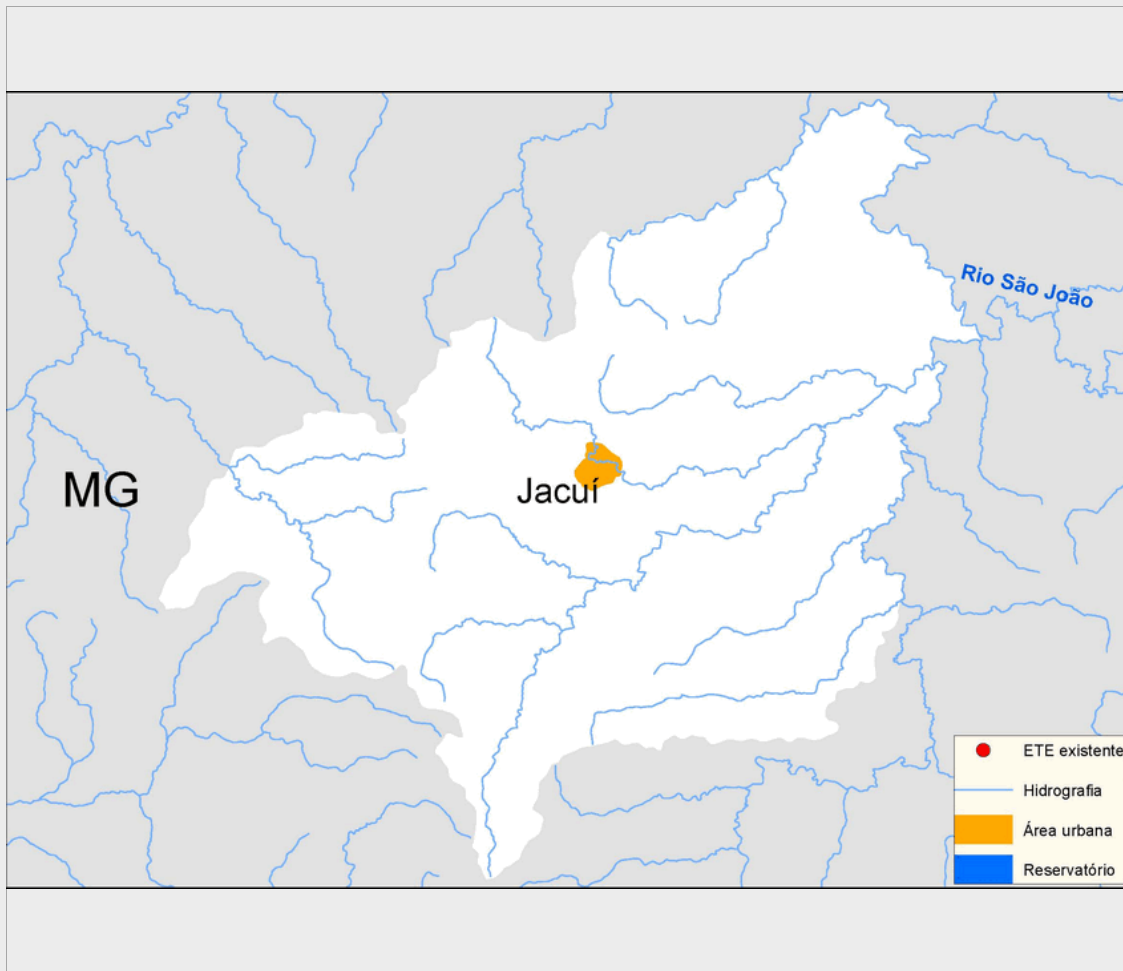 Rio São João
MG
Jacuí
ETE existente
Hidrografia
Área urbana
Reservatório